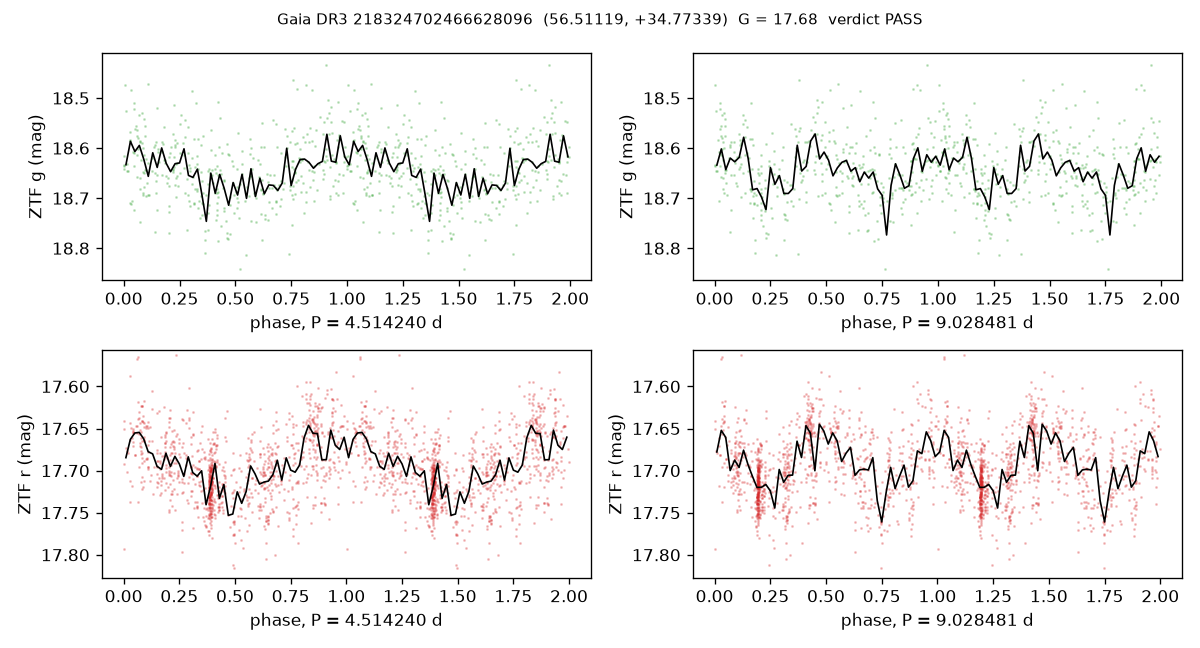 Gaia DR3 218324702466628096 (56.51119, +34.77339) G = 17.68 verdict PASS
ZTF g (mag)
18.5
18.6
18.7
18.8
0.00 0.25 0.50 0.75 1.00 1.25 1.50 1.75 2.00
phase, P = 4.514240 d
ZTF g (mag)
18.5
18.6
18.7
18.8
0.00 0.25 0.50 0.75 1.00 1.25 1.50 1.75 2.00
phase, P = 9.028481 d
ZTF r (mag)
17.60
17.65
17.70
17.75
17.80
0.00 0.25 0.50 0.75 1.00 1.25 1.50 1.75 2.00
phase, P = 4.514240 d
ZTF r (mag)
17.60
17.65
17.70
17.75
17.80
0.00 0.25 0.50 0.75 1.00 1.25 1.50 1.75 2.00
phase, P = 9.028481 d